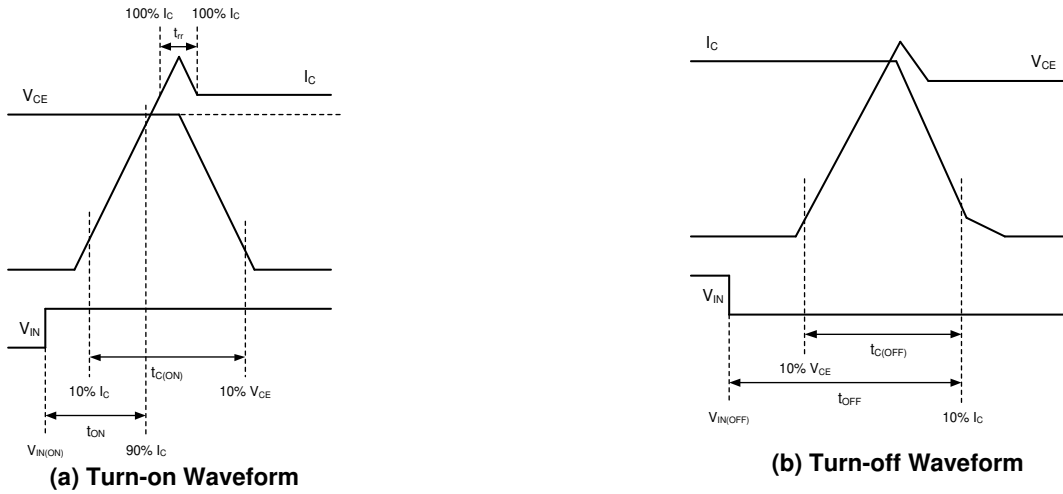 100% IC 100% IC
trr
IC
VCE
VIN
tC(ON)
10% IC 10% VCE
tON
VIN(ON) 90% IC
(a) Turn-on Waveform
IC
VCE
VIN
tC(OFF)
10% VCE
tOFF
VIN(OFF) 10% IC
(b) Turn-off Waveform